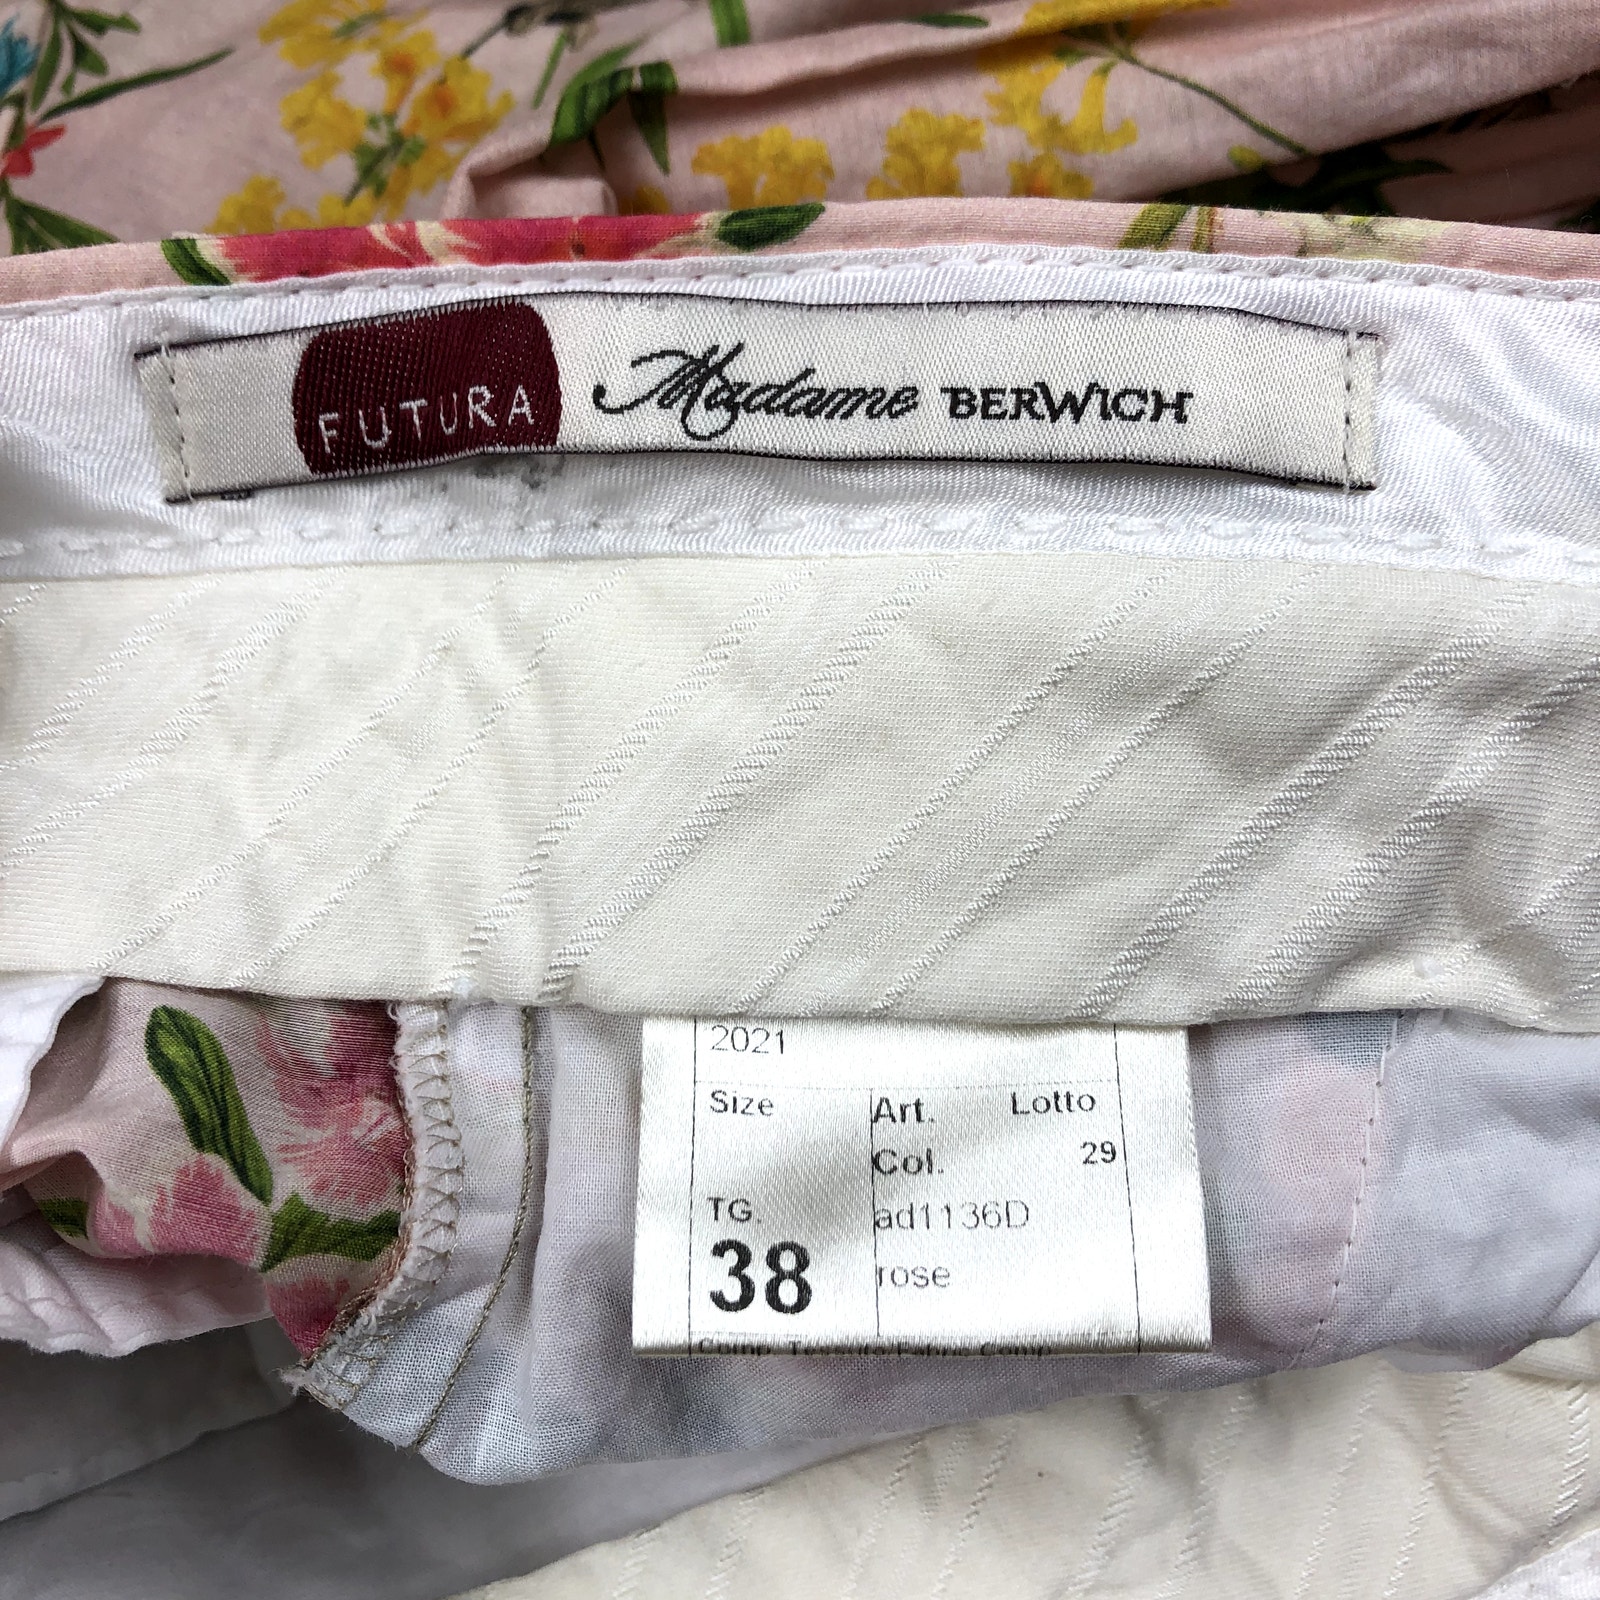 FUTURA Madame BERWICH
2021
Size Art. Lotto
Col. 29
TG. ad1136D
38 rose